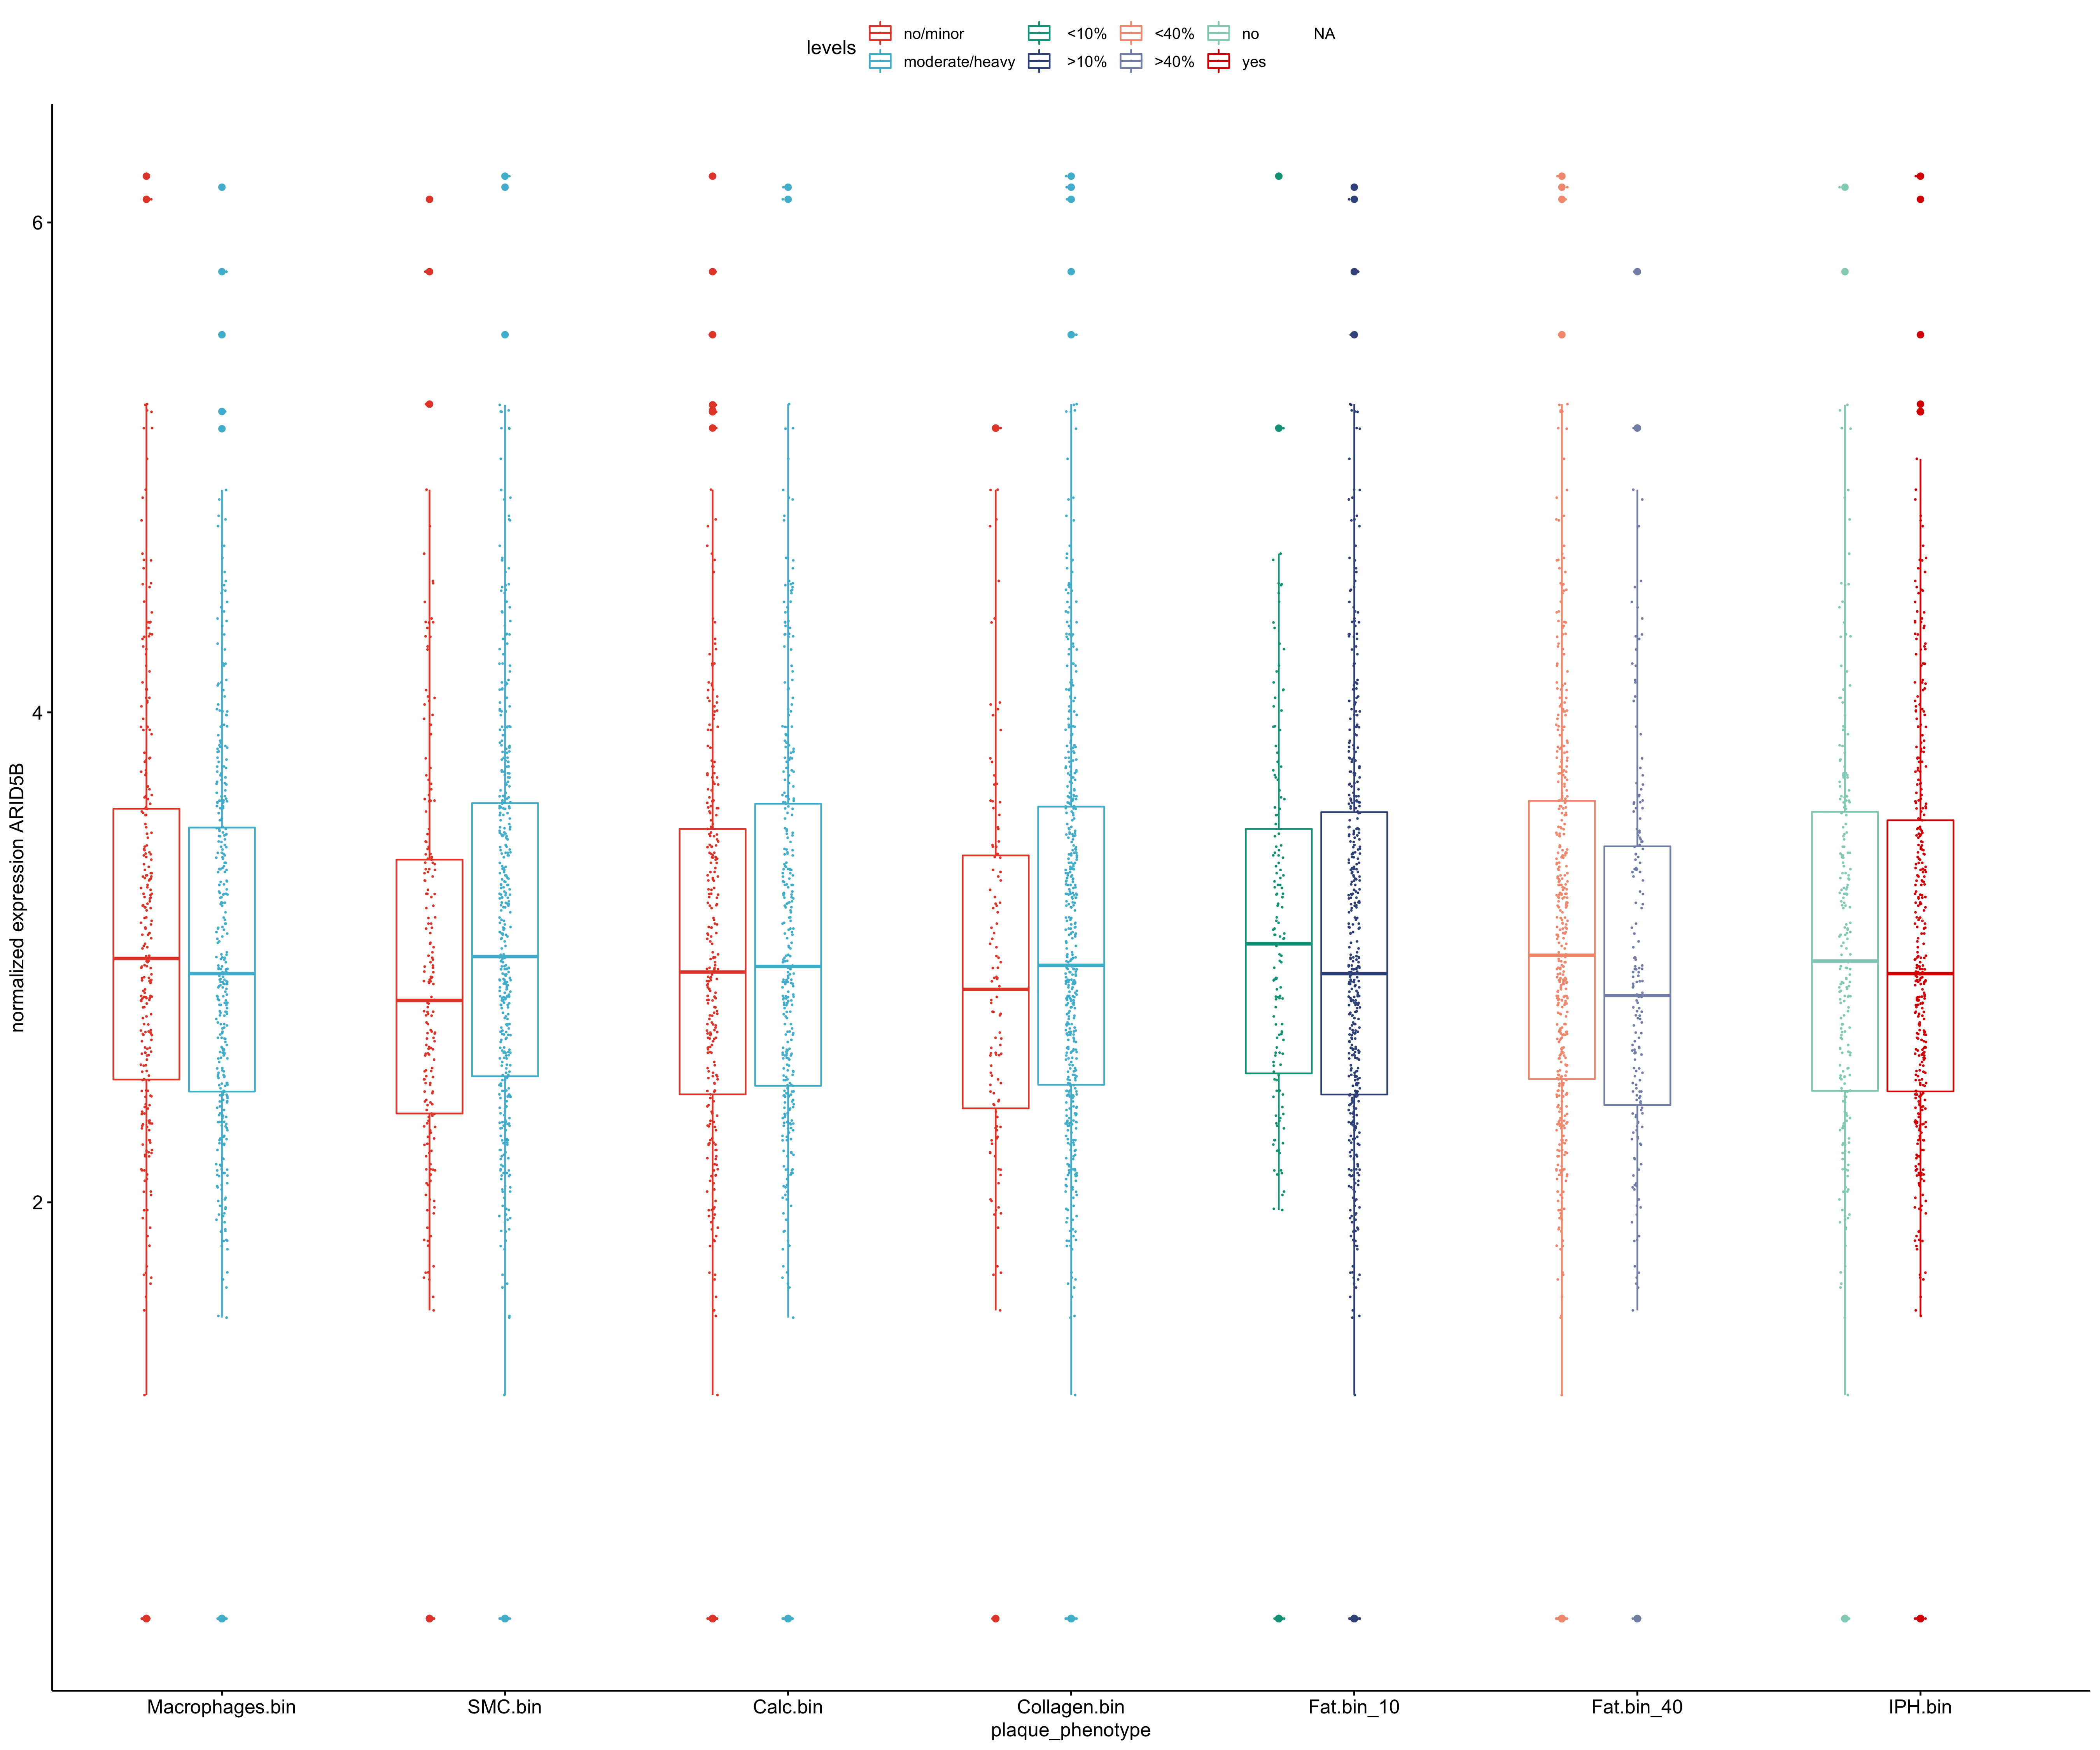 levels
no/minor <10% <40% no NA
moderate/heavy >10% >40% yes
normalized expression ARID5B
6
4
2
Macrophages.bin SMC.bin Calc.bin Collagen.bin Fat.bin_10 Fat.bin_40 IPH.bin
plaque_phenotype